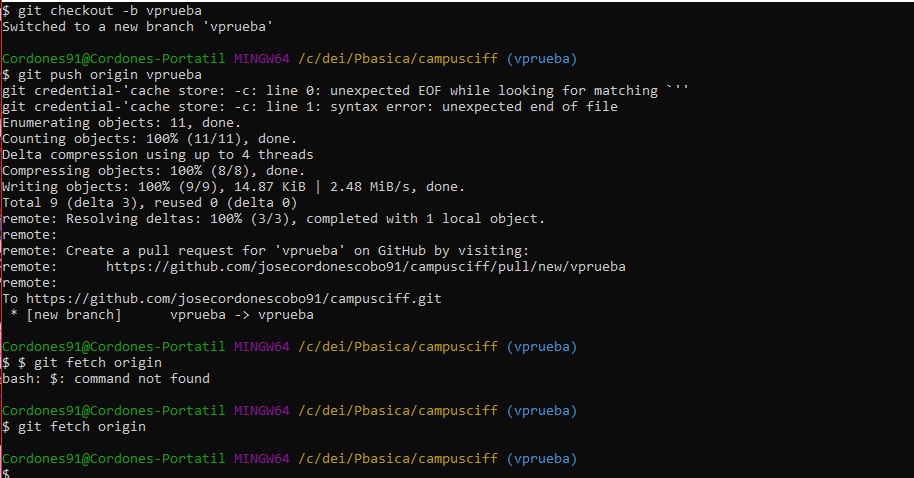 $ git checkout -b vprueba
Switched to a new branch 'vprueba'
Cordones91@Cordones-Portatil MINGW64 /c/dei/Pbasica/campusciff (vprueba)
$ git push origin vprueba
git credential-'cache store: -c: line 0: unexpected EOF while looking for matching `''
git credential-'cache store: -c: line 1: syntax error: unexpected end of file
Enumerating objects: 11, done.
Counting objects: 100% (11/11), done.
Delta compression using up to 4 threads
Compressing objects: 100% (8/8), done.
Writing objects: 100% (9/9), 14.87 KiB | 2.48 MiB/s, done.
Total 9 (delta 3), reused 0 (delta 0)
remote: Resolving deltas: 100% (3/3), completed with 1 local object.
remote:
remote: Create a pull request for 'vprueba' on GitHub by visiting:
remote:      https://github.com/josecordonescobo91/campusciff/pull/new/vprueba
remote:
To https://github.com/josecordonescobo91/campusciff.git
 * [new branch]      vprueba -> vprueba
Cordones91@Cordones-Portatil MINGW64 /c/dei/Pbasica/campusciff (vprueba)
$ $ git fetch origin
bash: $: command not found
Cordones91@Cordones-Portatil MINGW64 /c/dei/Pbasica/campusciff (vprueba)
$ git fetch origin
Cordones91@Cordones-Portatil MINGW64 /c/dei/Pbasica/campusciff (vprueba)
$